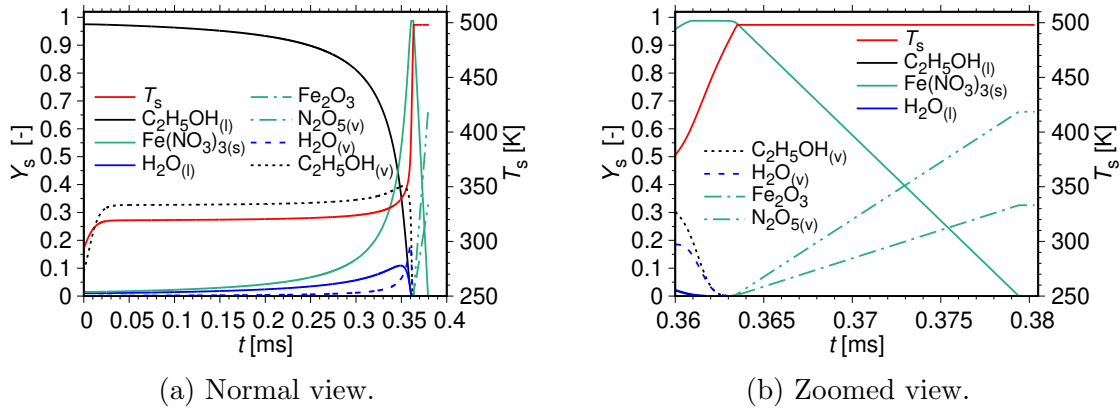 1
0.9
0.8
0.7
0.6
0.5
0.4
0.3
0.2
0.1
0
Yₛ [-]
Tₛ
C₂H₅OH₍ₗ₎
Fe(NO₃)₃₍ₛ₎
H₂O₍ₗ₎
Fe₂O₃
N₂O₅₍ᵥ₎
H₂O₍ᵥ₎
C₂H₅OH₍ᵥ₎
500
450
400
350
300
250
Tₛ [K]
0 0.05 0.1 0.15 0.2 0.25 0.3 0.35 0.4
t [ms]
(a) Normal view.
1
0.9
0.8
0.7
0.6
0.5
0.4
0.3
0.2
0.1
0
Yₛ [-]
Tₛ
C₂H₅OH₍ₗ₎
Fe(NO₃)₃₍ₛ₎
H₂O₍ₗ₎
C₂H₅OH₍ᵥ₎
H₂O₍ᵥ₎
Fe₂O₃
N₂O₅₍ᵥ₎
500
450
400
350
300
250
Tₛ [K]
0.36 0.365 0.37 0.375 0.38
t [ms]
(b) Zoomed view.